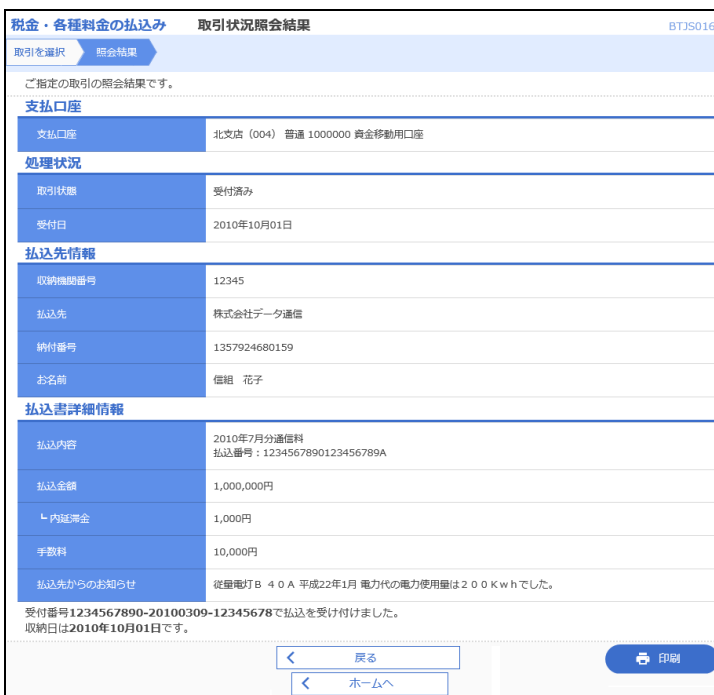 税金・各種料金の払込み 取引状況照会結果 BTJS016
取引を選択 照会結果
ご指定の取引の照会結果です。
支払口座
支払口座 北支店（004） 普通 1000000 資金移動用口座
処理状況
取引状態 受付済み
受付日 2010年10月01日
払込先情報
収納機関番号 12345
払込先 株式会社データ通信
納付番号 1357924680159
お名前 信組　花子
払込書詳細情報
払込内容 2010年7月分通信料
払込番号：1234567890123456789A
払込金額 1,000,000円
┗ 内延滞金 1,000円
手数料 10,000円
払込先からのお知らせ 従量電灯Ｂ ４０Ａ 平成22年1月 電力代の電力使用量は２００Ｋｗｈでした。
受付番号1234567890-20100309-12345678で払込を受け付けました。
収納日は2010年10月01日です。
戻る 印刷
ホームへ